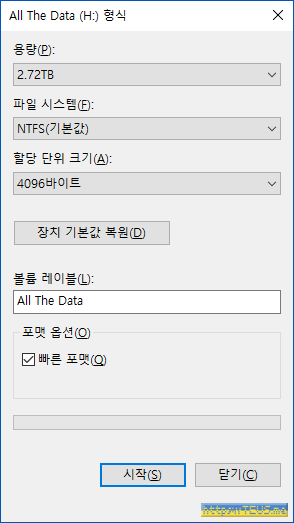 All The Data (H:) 형식
용량(P):
2.72TB
파일 시스템(F):
NTFS(기본값)
할당 단위 크기(A):
4096바이트
장치 기본값 복원(D)
볼륨 레이블(L):
All The Data
포맷 옵션(O)
빠른 포맷(Q)
시작(S) 닫기(C)